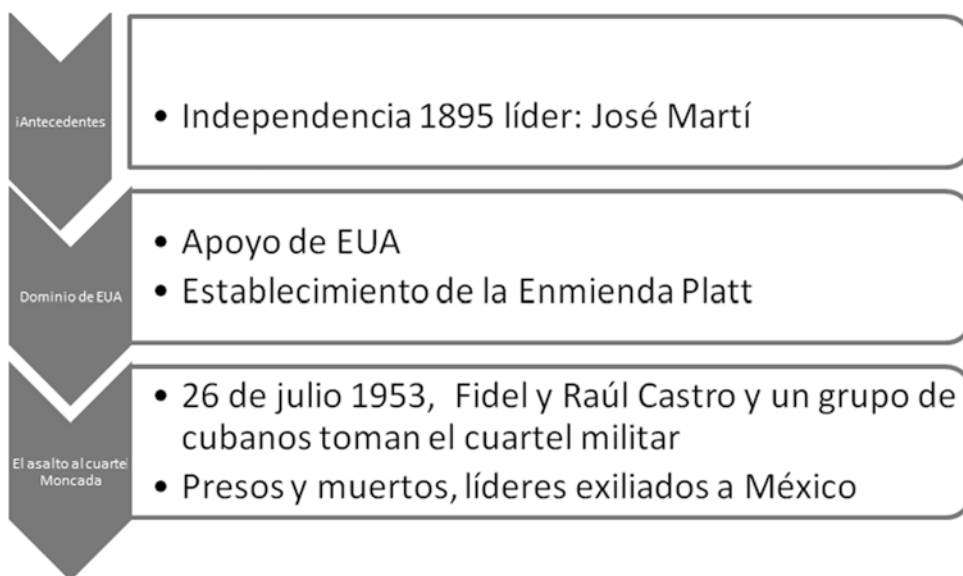 iAntecedentes
• Independencia 1895 líder: José Martí
Dominio de EUA
• Apoyo de EUA
• Establecimiento de la Enmienda Platt
El asalto al cuartel
Moncada
• 26 de julio 1953, Fidel y Raúl Castro y un grupo de
cubanos toman el cuartel militar
• Presos y muertos, líderes exiliados a México